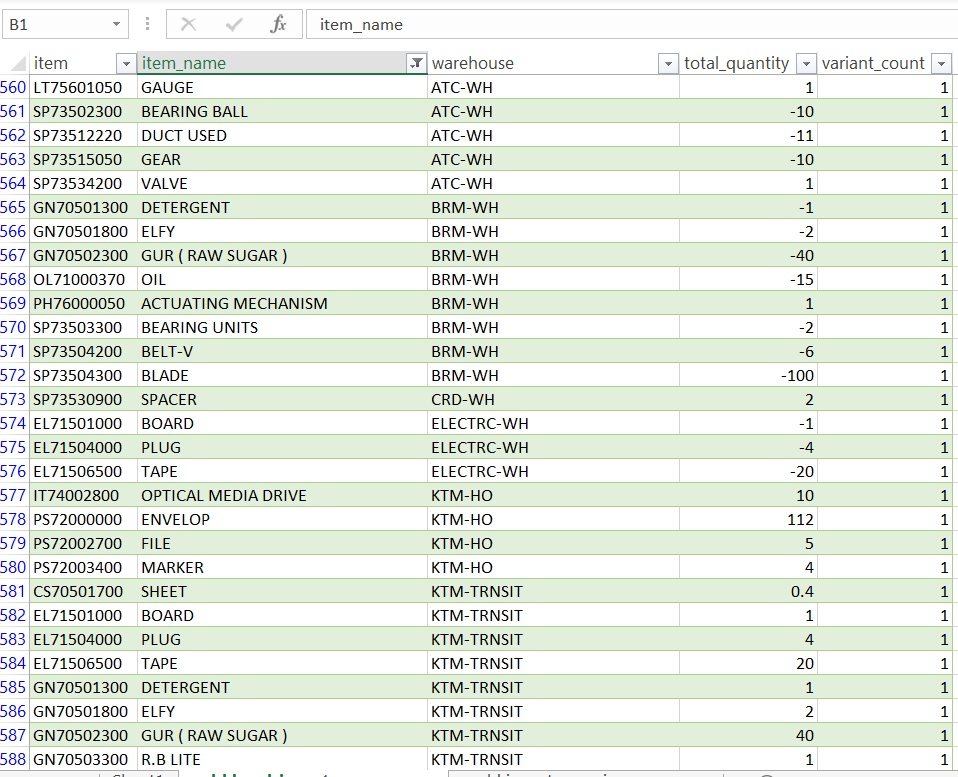 B1 fx item_name
item item_name warehouse total_quantity variant_count
560 LT75601050 GAUGE ATC-WH 1 1
561 SP73502300 BEARING BALL ATC-WH -10 1
562 SP73512220 DUCT USED ATC-WH -11 1
563 SP73515050 GEAR ATC-WH -10 1
564 SP73534200 VALVE ATC-WH 1 1
565 GN70501300 DETERGENT BRM-WH -1 1
566 GN70501800 ELFY BRM-WH -2 1
567 GN70502300 GUR ( RAW SUGAR ) BRM-WH -40 1
568 OL71000370 OIL BRM-WH -15 1
569 PH76000050 ACTUATING MECHANISM BRM-WH 1 1
570 SP73503300 BEARING UNITS BRM-WH -2 1
571 SP73504200 BELT-V BRM-WH -6 1
572 SP73504300 BLADE BRM-WH -100 1
573 SP73530900 SPACER CRD-WH 2 1
574 EL71501000 BOARD ELECTRC-WH -1 1
575 EL71504000 PLUG ELECTRC-WH -4 1
576 EL71506500 TAPE ELECTRC-WH -20 1
577 IT74002800 OPTICAL MEDIA DRIVE KTM-HO 10 1
578 PS72000000 ENVELOP KTM-HO 112 1
579 PS72002700 FILE KTM-HO 5 1
580 PS72003400 MARKER KTM-HO 4 1
581 CS70501700 SHEET KTM-TRNSIT 0.4 1
582 EL71501000 BOARD KTM-TRNSIT 1 1
583 EL71504000 PLUG KTM-TRNSIT 4 1
584 EL71506500 TAPE KTM-TRNSIT 20 1
585 GN70501300 DETERGENT KTM-TRNSIT 1 1
586 GN70501800 ELFY KTM-TRNSIT 2 1
587 GN70502300 GUR ( RAW SUGAR ) KTM-TRNSIT 40 1
588 GN70503300 R.B LITE KTM-TRNSIT 1 1